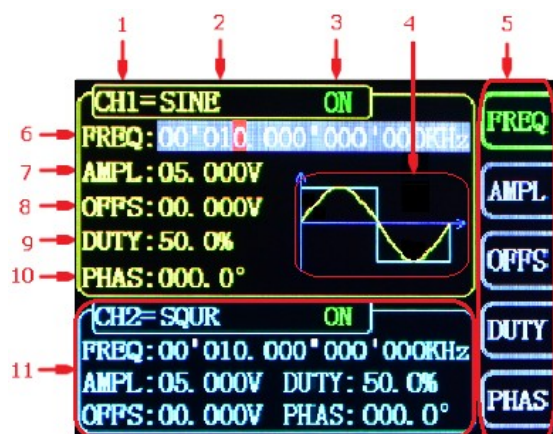 1 2 3 4 5
CH1=SINE ON
6 FREQ:00'010.000'000'000KHz
7 AMPL:05.000V
8 OFFS:00.000V
9 DUTY:50.0%
10 PHAS:000.0°
CH2=SQUR ON
FREQ:00'010.000'000'000KHz
11 AMPL:05.000V DUTY:50.0%
OFFS:00.000V PHAS:000.0°
FREQ
AMPL
OFFS
DUTY
PHAS